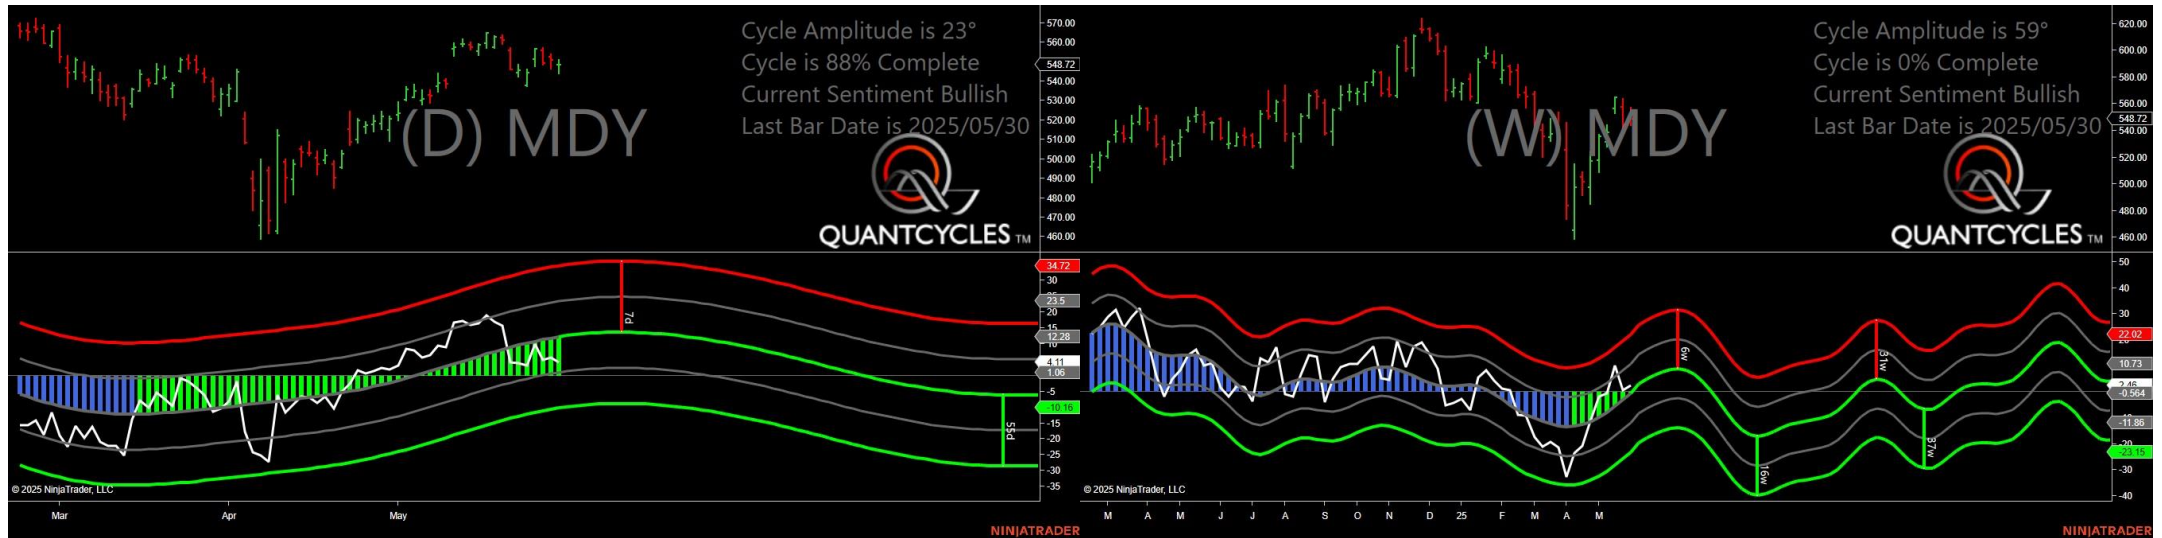 Cycle Amplitude is 23°
Cycle is 88% Complete
Current Sentiment Bullish
Last Bar Date is 2025/05/30
(D) MDY
QUANTCYCLES TM
570.00
560.00
548.72
540.00
530.00
520.00
510.00
500.00
490.00
480.00
470.00
460.00
34.72
30
23.5
20
15
12.28
10
4.11
1.06
-5
-10.16
-15
-20
-25
-30
-35
7d
55d
© 2025 NinjaTrader, LLC
Mar
Apr
May
NINJATRADER
Cycle Amplitude is 59°
Cycle is 0% Complete
Current Sentiment Bullish
Last Bar Date is 2025/05/30
(W) MDY
QUANTCYCLES TM
620.00
600.00
580.00
560.00
548.72
540.00
520.00
500.00
480.00
460.00
50
40
30
22.02
10.73
2.46
-0.564
-11.86
-23.15
-30
-40
6w
16w
31w
37w
© 2025 NinjaTrader, LLC
M A M J J A S O N D 25 F M A M
NINJATRADER